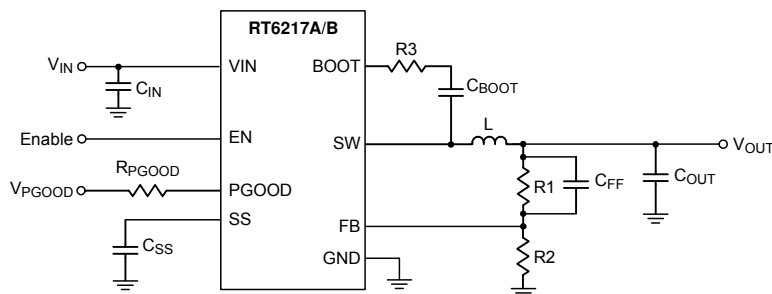 RT6217A/B
VIN
VIN
CIN
Enable
EN
RPGOOD
VPGOOD
PGOOD
SS
CSS
BOOT
R3
CBOOT
SW
L
VOUT
R1
CFF
COUT
FB
R2
GND